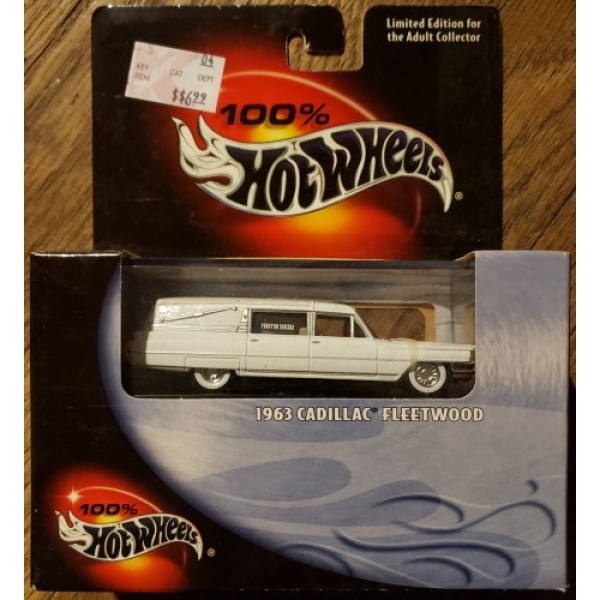 Limited Edition for
the Adult Collector
04
KEY ITEM CAT DEPT
$$6.99
100%
HOT WHEELS®
1963 CADILLAC® FLEETWOOD
100%
HOT WHEELS®